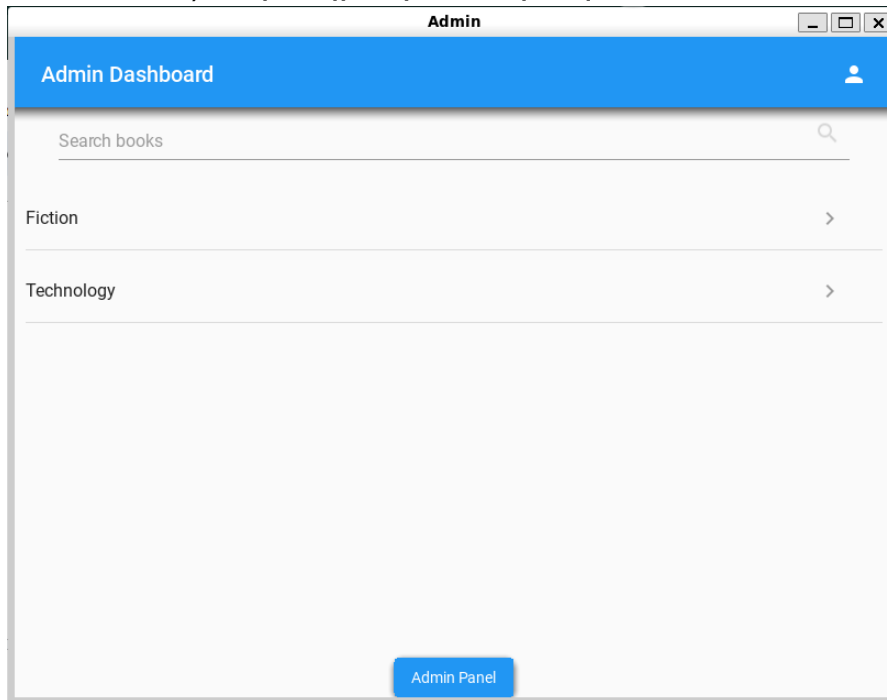 Admin
Admin Dashboard
Search books
Fiction
Technology
Admin Panel